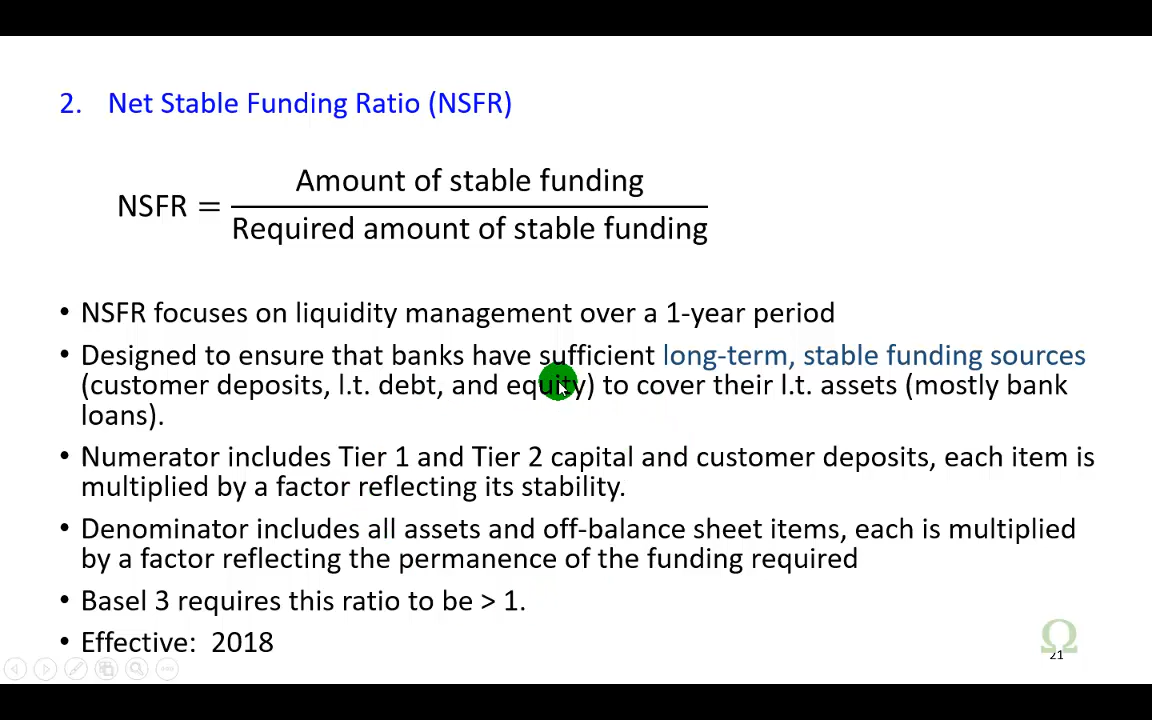 2. Net Stable Funding Ratio (NSFR)
NSFR = Amount of stable funding
Required amount of stable funding
• NSFR focuses on liquidity management over a 1-year period
• Designed to ensure that banks have sufficient long-term, stable funding sources
(customer deposits, l.t. debt, and equity) to cover their l.t. assets (mostly bank
loans).
• Numerator includes Tier 1 and Tier 2 capital and customer deposits, each item is
multiplied by a factor reflecting its stability.
• Denominator includes all assets and off-balance sheet items, each is multiplied
by a factor reflecting the permanence of the funding required
• Basel 3 requires this ratio to be > 1.
• Effective: 2018
Ω
21